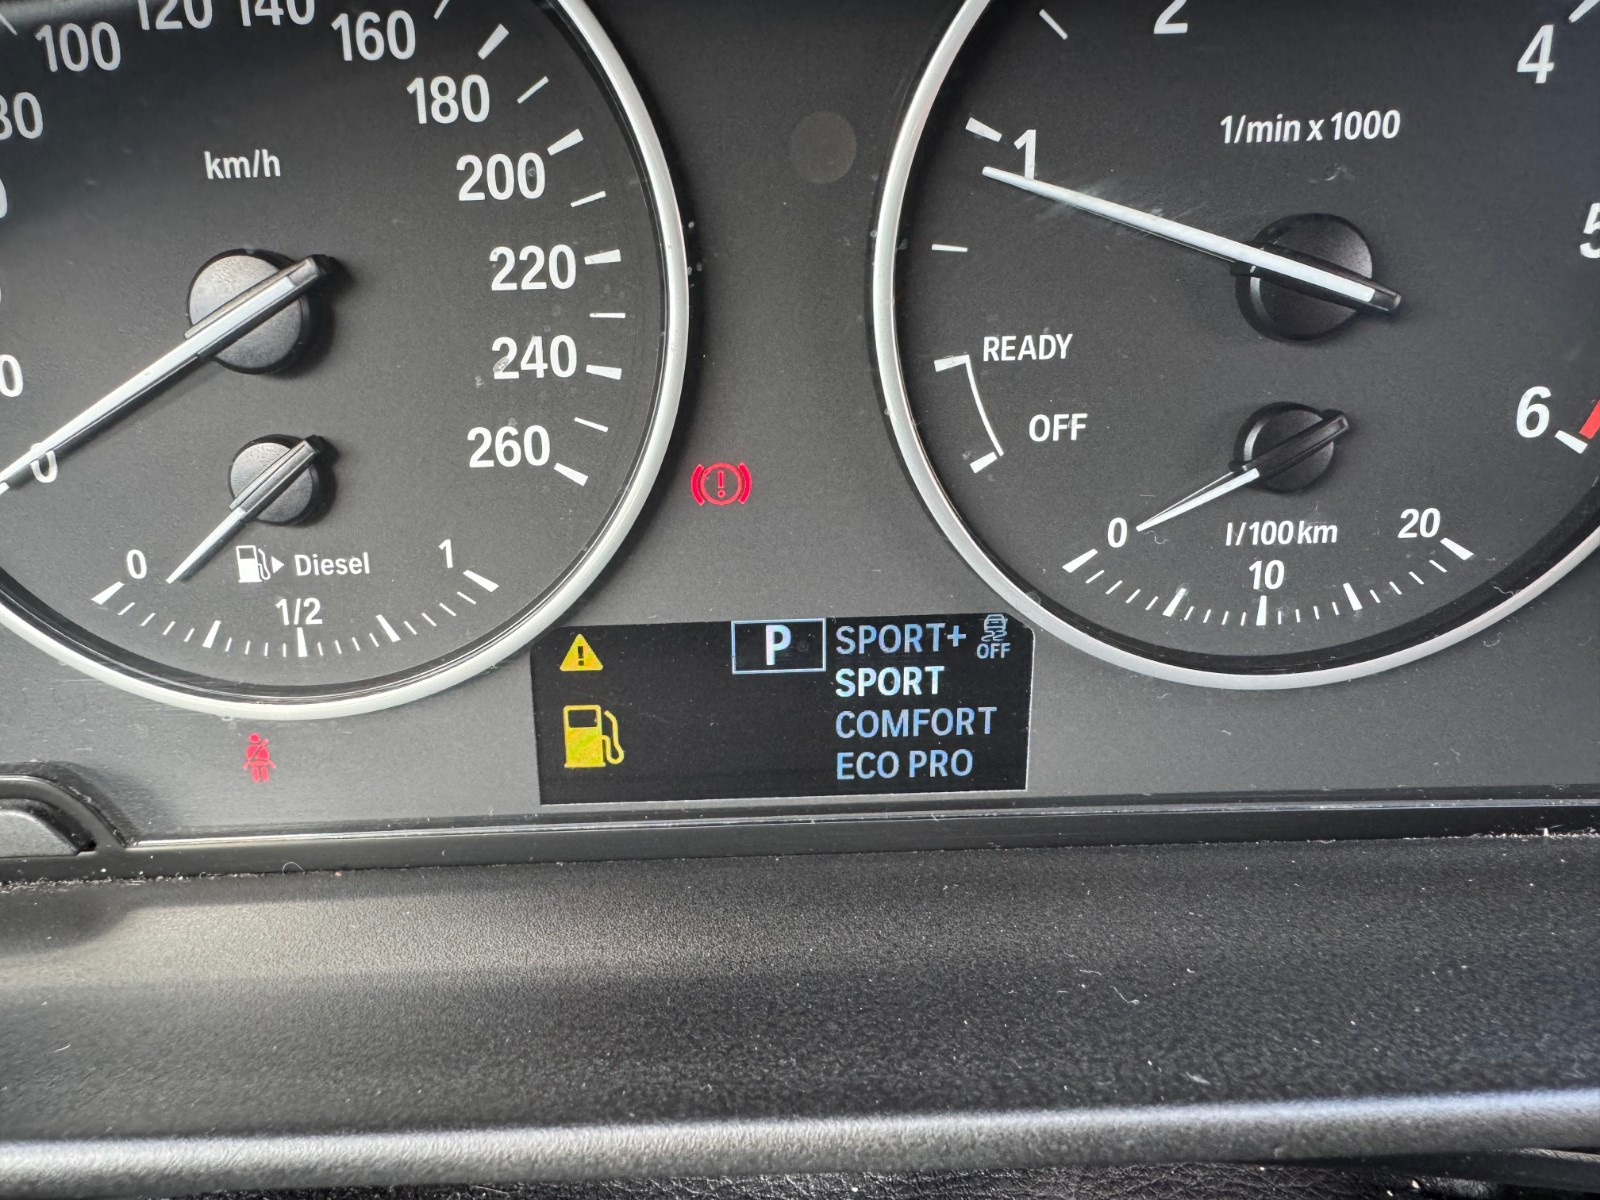 100
120
140
160
180
200
220
240
260
km/h
0
0
Diesel
1
1/2
1
2
4
6
1/min x 1000
READY
OFF
0
l/100km
20
10
P
SPORT+
OFF
SPORT
COMFORT
ECO PRO